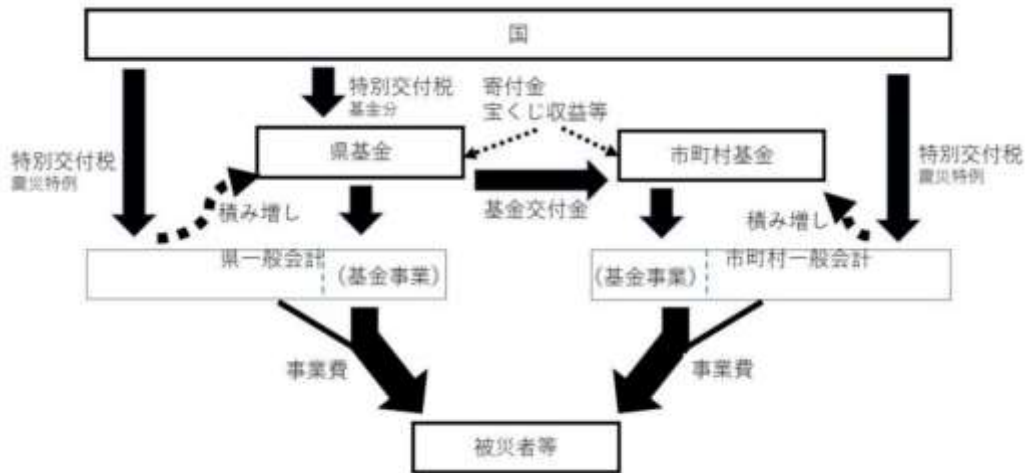 国
特別交付税
基金分
寄付金
宝くじ収益等
県基金
市町村基金
特別交付税
震災特例
特別交付税
震災特例
積み増し
基金交付金
積み増し
県一般会計
（基金事業）
（基金事業）
市町村一般会計
事業費
事業費
被災者等